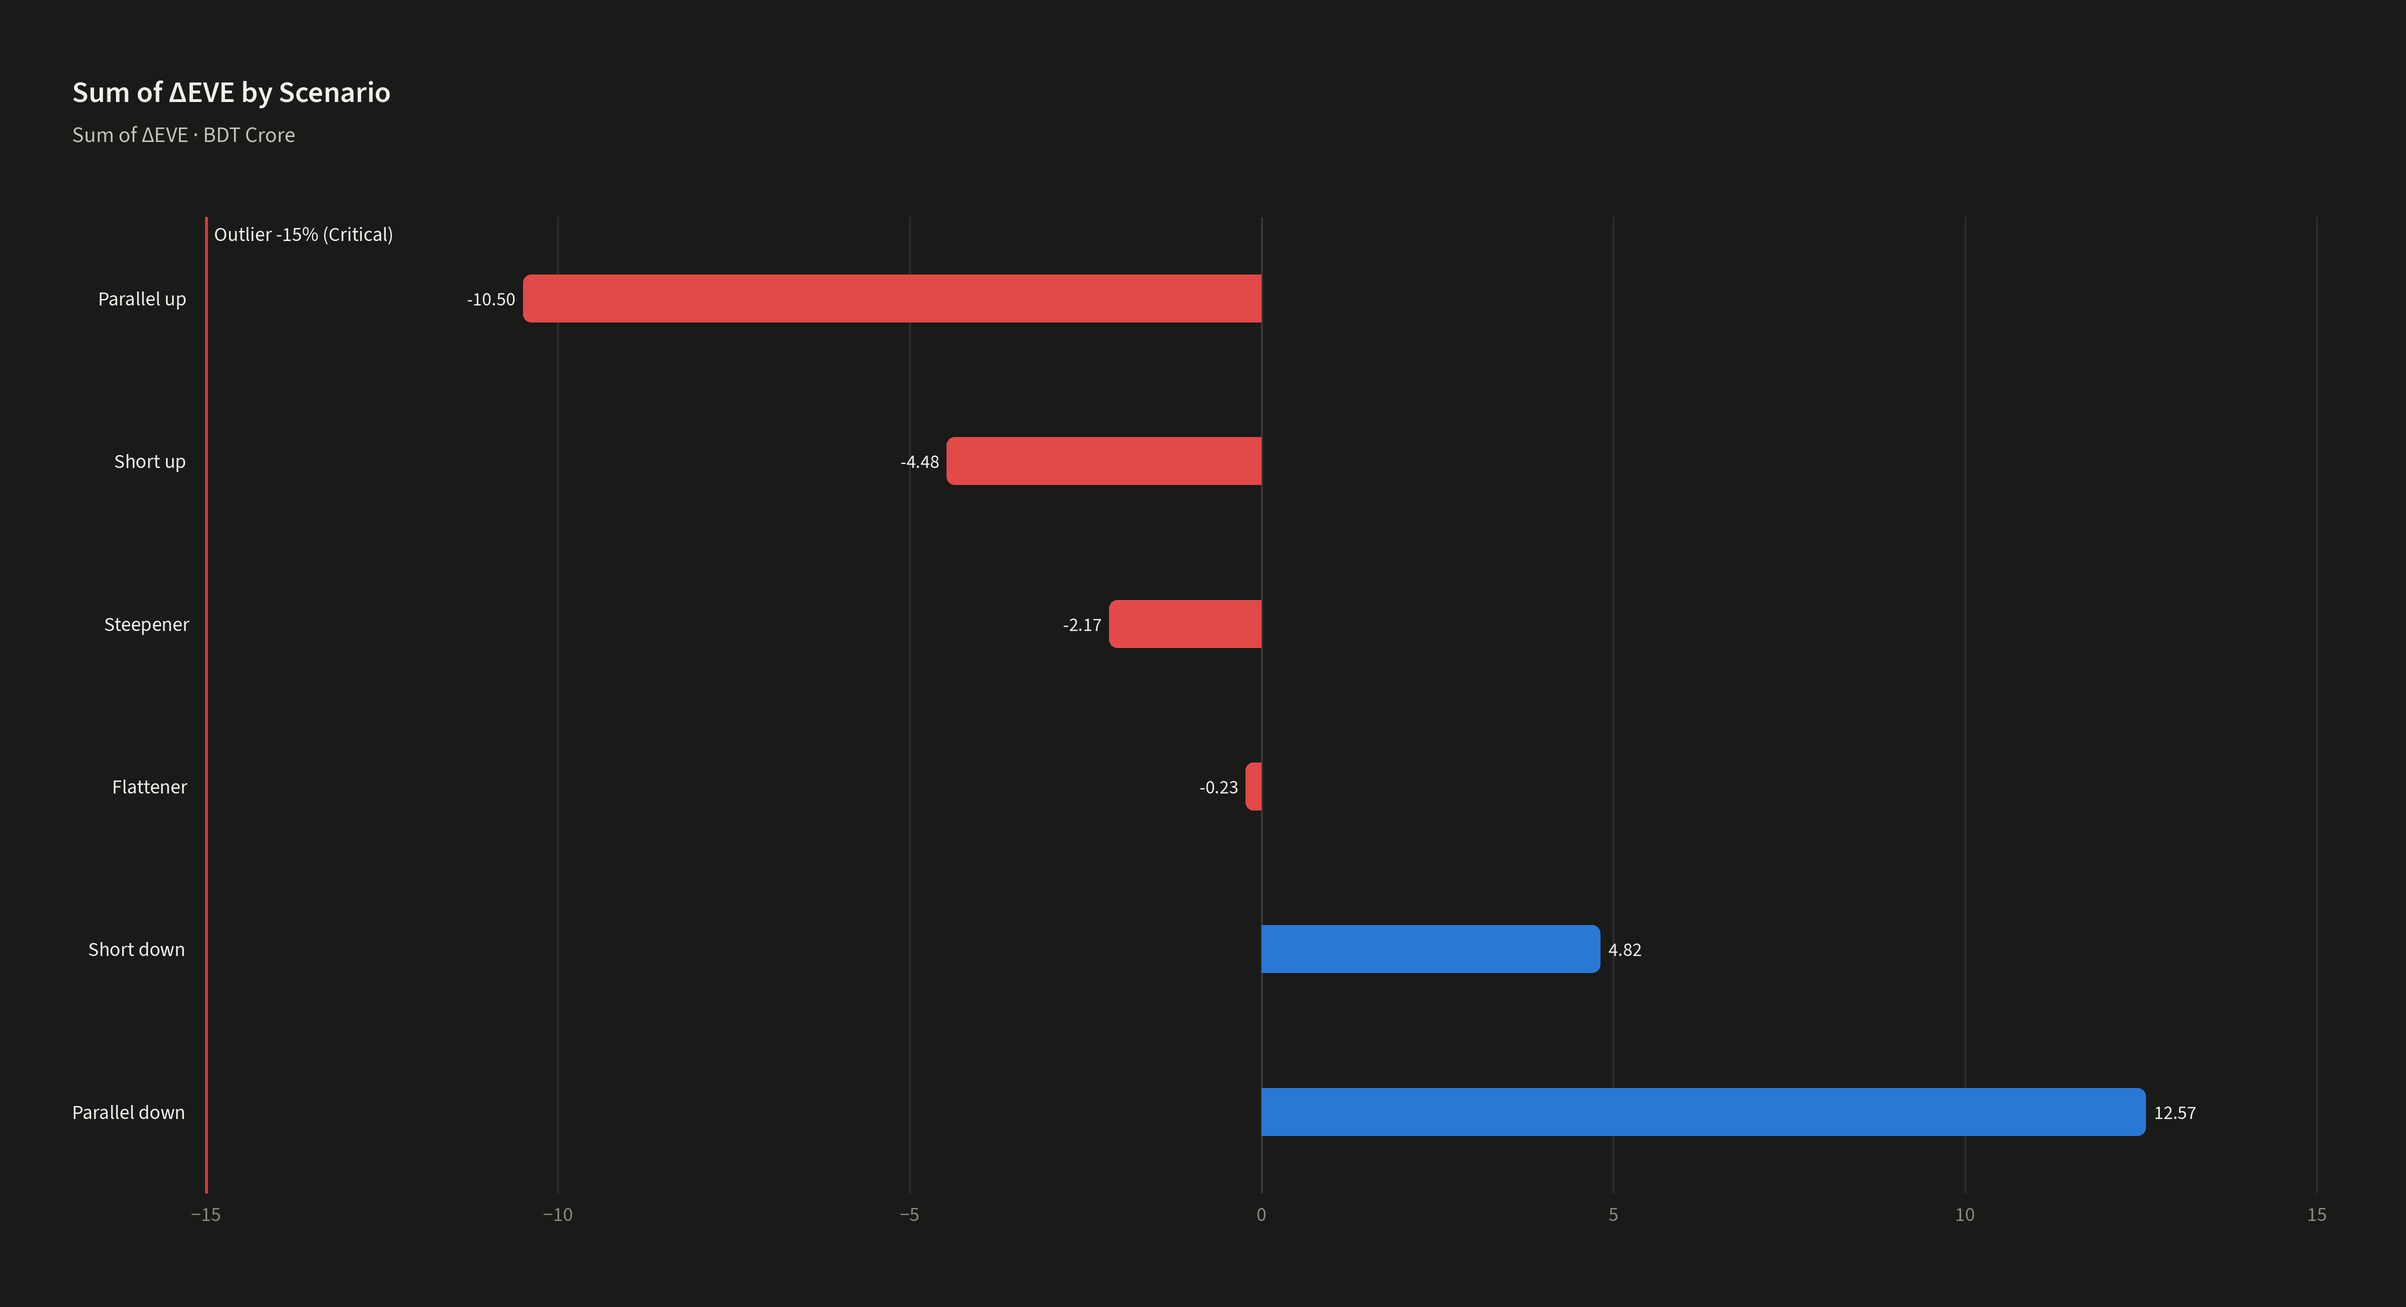 Sum of ΔEVE by Scenario
Sum of ΔEVE · BDT Crore
Outlier -15% (Critical)
Parallel up
-10.50
Short up
-4.48
Steepener
-2.17
Flattener
-0.23
Short down
4.82
Parallel down
12.57
−15
−10
−5
0
5
10
15